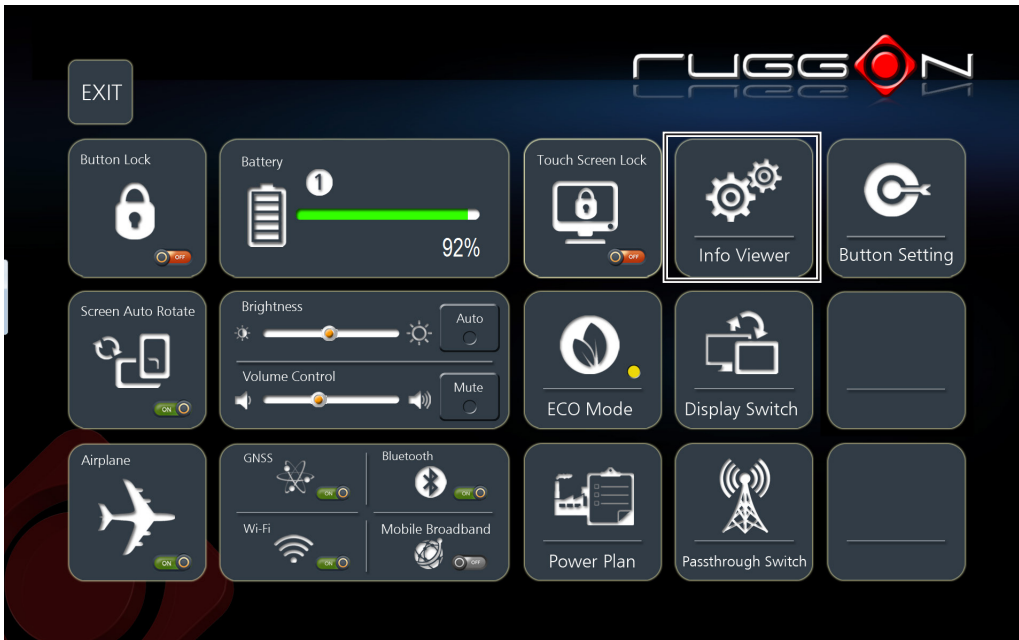 ruggON
EXIT
Button Lock
OFF
Battery
1
92%
Touch Screen Lock
OFF
Info Viewer
Button Setting
Screen Auto Rotate
ON
Brightness
Auto
Volume Control
Mute
ECO Mode
Display Switch
Airplane
ON
GNSS
ON
Bluetooth
ON
Wi-Fi
ON
Mobile Broadband
OFF
Power Plan
Passthrough Switch